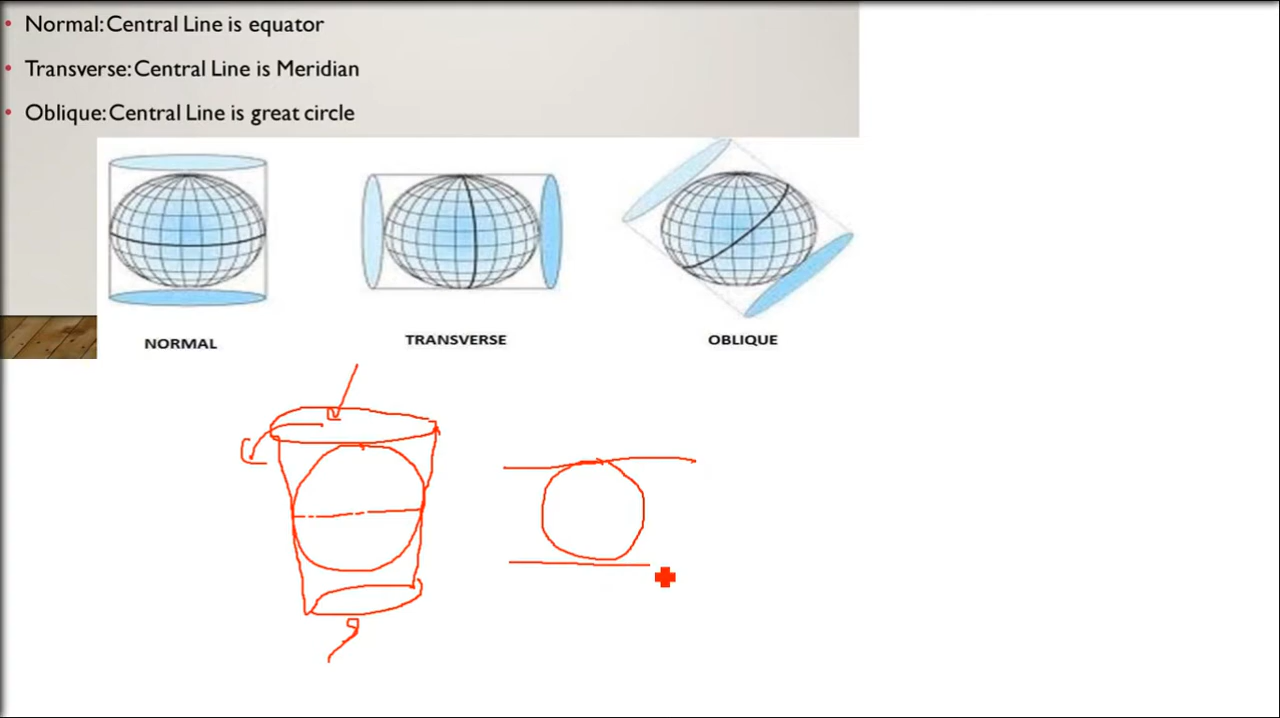 • Normal: Central Line is equator
• Transverse: Central Line is Meridian
• Oblique: Central Line is great circle
NORMAL
TRANSVERSE
OBLIQUE